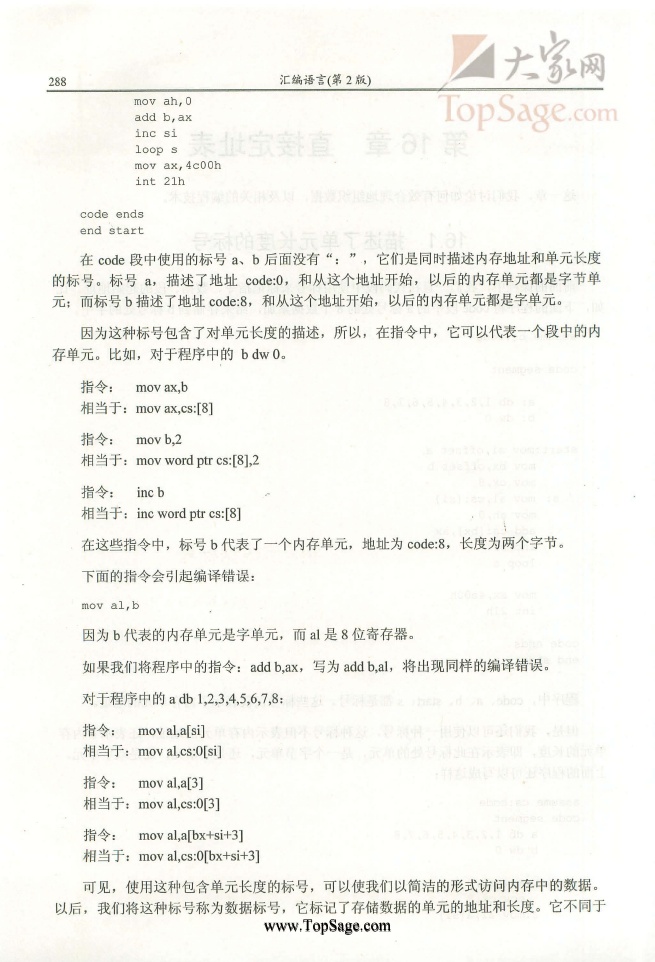 大家网
TopSage.com
288
汇编语言(第 2 版)
mov ah,0
add b,ax
inc si
loop s
mov ax,4c00h
int 21h
code ends
end start
在 code 段中使用的标号 a、b 后面没有“：”，它们是同时描述内存地址和单元长度
的标号。标号 a，描述了地址 code:0，和从这个地址开始，以后的内存单元都是字节单
元；而标号 b 描述了地址 code:8，和从这个地址开始，以后的内存单元都是字单元。
因为这种标号包含了对单元长度的描述，所以，在指令中，它可以代表一个段中的内
存单元。比如，对于程序中的 b dw 0。
指令： mov ax,b
相当于：mov ax,cs:[8]
指令： mov b,2
相当于：mov word ptr cs:[8],2
指令： inc b
相当于：inc word ptr cs:[8]
在这些指令中，标号 b 代表了一个内存单元，地址为 code:8，长度为两个字节。
下面的指令会引起编译错误：
mov al,b
因为 b 代表的内存单元是字单元，而 al 是 8 位寄存器。
如果我们将程序中的指令：add b,ax，写为 add b,al，将出现同样的编译错误。
对于程序中的 a db 1,2,3,4,5,6,7,8：
指令： mov al,a[si]
相当于：mov al,cs:0[si]
指令： mov al,a[3]
相当于：mov al,cs:0[3]
指令： mov al,a[bx+si+3]
相当于：mov al,cs:0[bx+si+3]
可见，使用这种包含单元长度的标号，可以使我们以简洁的形式访问内存中的数据。
以后，我们将这种标号称为数据标号，它标记了存储数据的单元的地址和长度。它不同于
www.TopSage.com